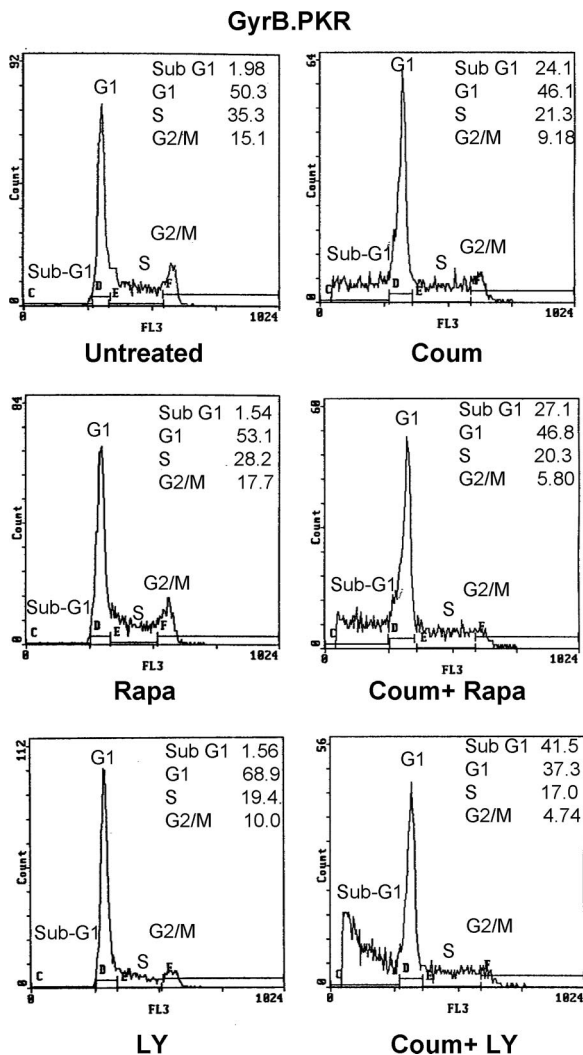 GyrB.PKR
92
Count
0
G1
Sub G1 1.98
G1 50.3
S 35.3
G2/M 15.1
G2/M
S
Sub-G1
C D E F
0 FL3 1024
Untreated
64
Count
0
G1
Sub G1 24.1
G1 46.1
S 21.3
G2/M 9.18
G2/M
S
Sub-G1
C D E F
0 FL3 1024
Coum
84
Count
0
G1
Sub G1 1.54
G1 53.1
S 28.2
G2/M 17.7
G2/M
S
Sub-G1
C D E F
0 FL3 1024
Rapa
60
Count
0
G1
Sub G1 27.1
G1 46.8
S 20.3
G2/M 5.80
G2/M
S
Sub-G1
C D E F
0 FL3 1024
Coum+ Rapa
112
Count
0
G1
Sub G1 1.56
G1 68.9
S 19.4.
G2/M 10.0
G2/M
S
Sub-G1
C D E F
0 FL3 1024
LY
56
Count
0
G1
Sub G1 41.5
G1 37.3
S 17.0
G2/M 4.74
G2/M
S
Sub-G1
C D E F
0 FL3 1024
Coum+ LY